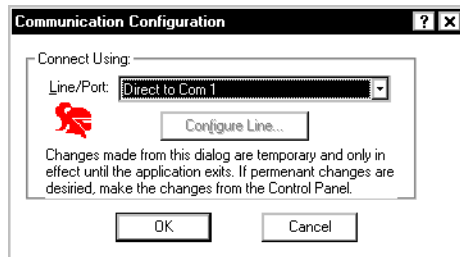 Communication Configuration
Connect Using:
Line/Port: Direct to Com 1
Configure Line...
Changes made from this dialog are temporary and only in
effect until the application exits. If permenant changes are
desiried, make the changes from the Control Panel.
OK Cancel